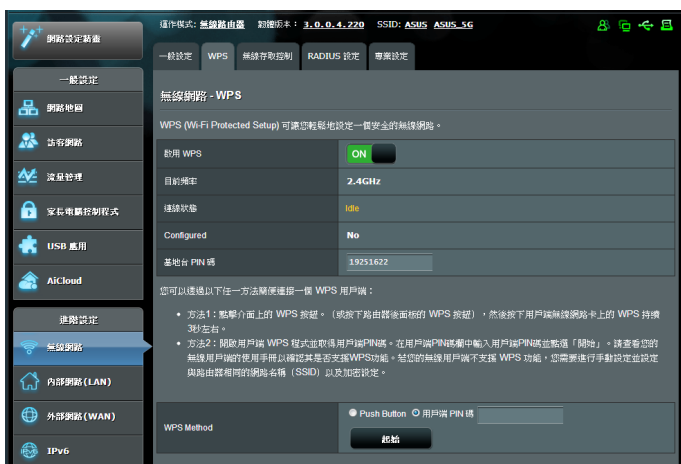 運作模式: 無線路由器 韌體版本: 3.0.0.4.220 SSID: ASUS ASUS_5G
網路設定精靈
一般設定
網路地圖
訪客網路
流量管理
家長電腦控制程式
USB 應用
AiCloud
進階設定
無線網路
內部網路(LAN)
外部網路(WAN)
IPv6
一般設定 WPS 無線存取控制 RADIUS 設定 專業設定
無線網路 - WPS
WPS (Wi-Fi Protected Setup) 可讓您輕鬆地設定一個安全的無線網路。
啟用 WPS ON
目前頻率 2.4GHz
連線狀態 Idle
Configured No
基地台 PIN 碼 19251622
您可以透過以下任一方法簡便連接一個 WPS 用戶端：
• 方法1：點擊介面上的 WPS 按鈕。（或按下路由器後面板的 WPS 按鈕），然後按下用戶端無線網路卡上的 WPS 持續
3秒左右。
• 方法2：開啟用戶端 WPS 程式並取得用戶端PIN碼。在用戶端PIN碼欄中輸入用戶端PIN碼並點選「開始」。請查看您的
無線用戶端的使用手冊以確認其是否支援WPS功能。若您的無線用戶端不支援 WPS 功能，您需要進行手動設定並設定
與路由器相同的網路名稱（SSID）以及加密設定。
WPS Method Push Button 用戶端 PIN 碼
起始